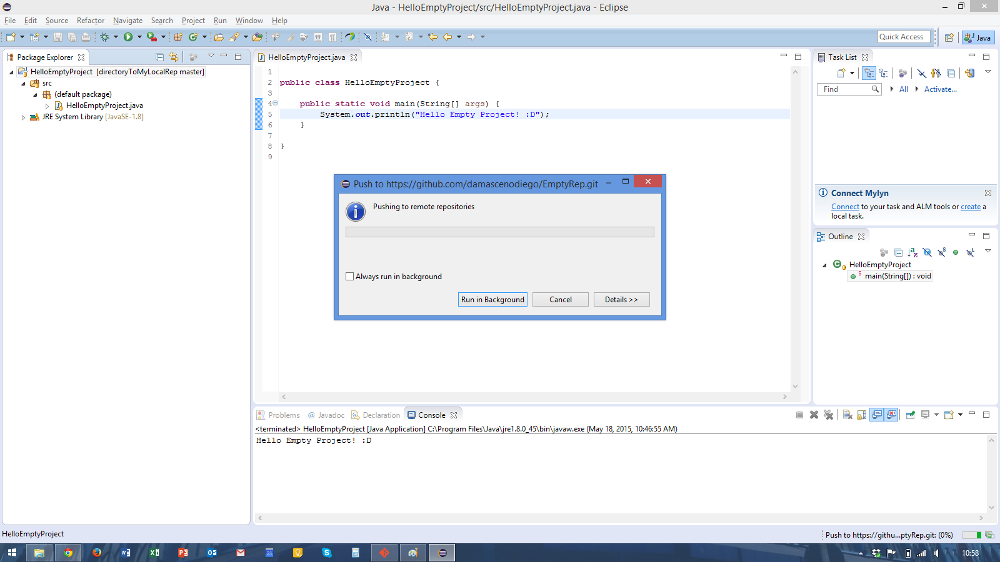 Java - HelloEmptyProject/src/HelloEmptyProject.java - Eclipse
File Edit Source Refactor Navigate Search Project Run Window Help
Quick Access
Java
Package Explorer
HelloEmptyProject [directoryToMyLocalRep master]
src
(default package)
HelloEmptyProject.java
JRE System Library [JavaSE-1.8]
HelloEmptyProject.java
1
2 public class HelloEmptyProject {
3
4 public static void main(String[] args) {
5 System.out.println("Hello Empty Project! :D");
6 }
7
8 }
9
Push to https://github.com/damascenodiego/EmptyRep.git
Pushing to remote repositories
Always run in background
Run in Background Cancel Details >>
Task List
Find All Activate...
Connect Mylyn
Connect to your task and ALM tools or create a
local task.
Outline
HelloEmptyProject
main(String[]) : void
Problems @ Javadoc Declaration Console
<terminated> HelloEmptyProject [Java Application] C:\Program Files\Java\jre1.8.0_45\bin\javaw.exe (May 18, 2015, 10:46:55 AM)
Hello Empty Project! :D
HelloEmptyProject
Push to https://githu...ptyRep.git: (0%)
10:58